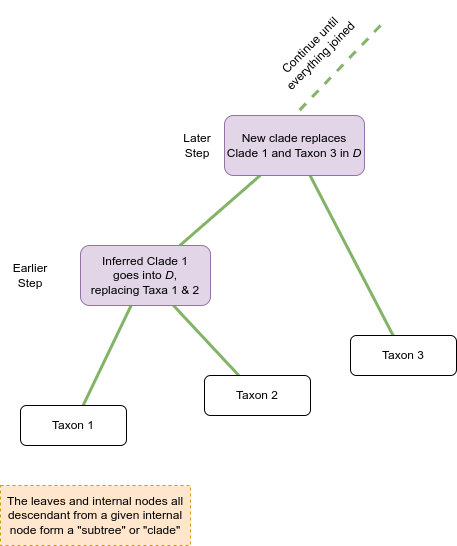 Continue until
everything joined
Later
Step
New clade replaces
Clade 1 and Taxon 3 in D
Earlier
Step
Inferred Clade 1
goes into D,
replacing Taxa 1 & 2
Taxon 3
Taxon 2
Taxon 1
The leaves and internal nodes all
descendant from a given internal
node form a "subtree" or "clade"